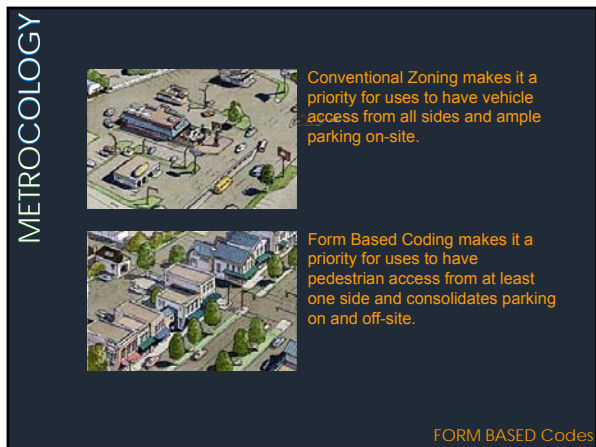 METROCOLOGY
Conventional Zoning makes it a
priority for uses to have vehicle
access from all sides and ample
parking on-site.
Form Based Coding makes it a
priority for uses to have
pedestrian access from at least
one side and consolidates parking
on and off-site.
FORM BASED Codes